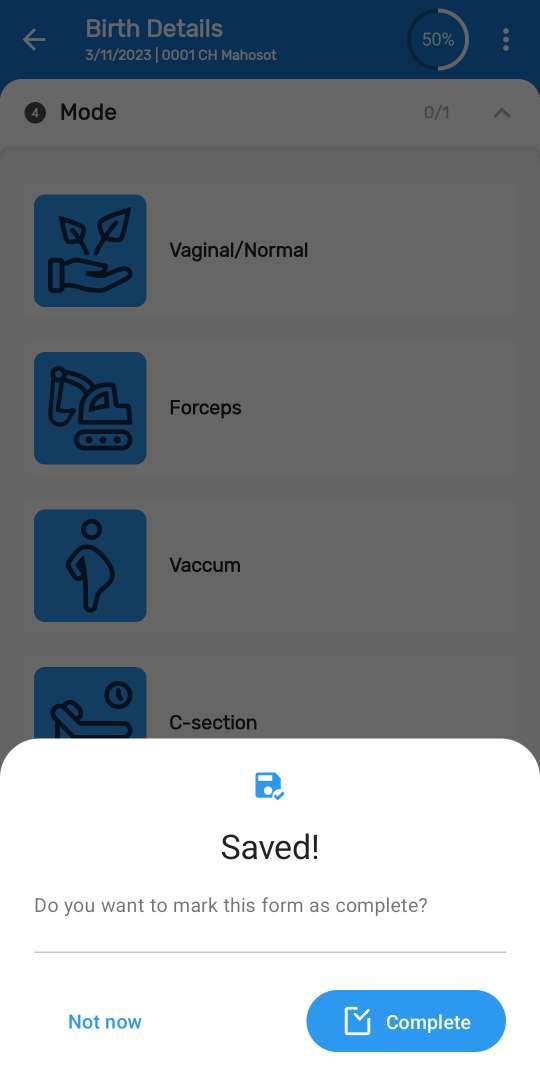 Birth Details
3/11/2023 | 0001 CH Mahosot
50%
4 Mode 0/1
Vaginal/Normal
Forceps
Vaccum
C-section
Saved!
Do you want to mark this form as complete?
Not now
Complete